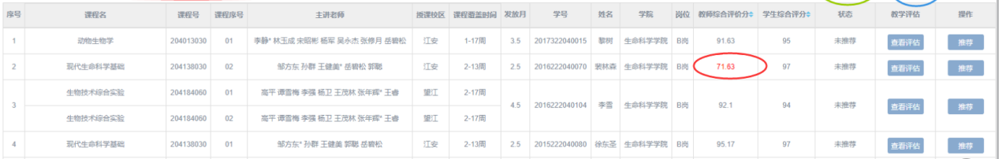 序号 课程名 课程号 课程序号 主讲老师 授课校区 课程覆盖时间 发放月 学号 姓名 学院 岗位 教师综合评价分 学生综合评分 状态 教学评估 操作
1 动物生物学 204013030 01 李静* 林玉成 宋昭彬 杨军 吴永杰 张修月 岳碧松 江安 1-17周 3.5 2017322040015 黎树 生命科学学院 B岗 91.63 95 未推荐 查看评估 推荐
2 现代生命科学基础 204138030 02 邹方东 孙群 王健美* 岳碧松 郭聪 江安 2-13周 2.5 2016222040070 裴林森 生命科学学院 B岗 71.63 97 未推荐 查看评估 推荐
生物技术综合实验 204184060 01 高平 谭雪梅 李强 杨卫 王茂林 张年辉* 王睿 望江 2-17周
3 4.5 2016222040104 李雪 生命科学学院 B岗 92.1 94 未推荐 查看评估 推荐
生物技术综合实验 204184060 02 高平 谭雪梅 李强 杨卫 王茂林 张年辉* 王睿 望江 2-17周
4 现代生命科学基础 204138030 01 邹方东* 孙群 王健美 郭聪 岳碧松 江安 2-13周 2.5 2015222040080 徐东圣 生命科学学院 B岗 95.17 97 未推荐 查看评估 推荐